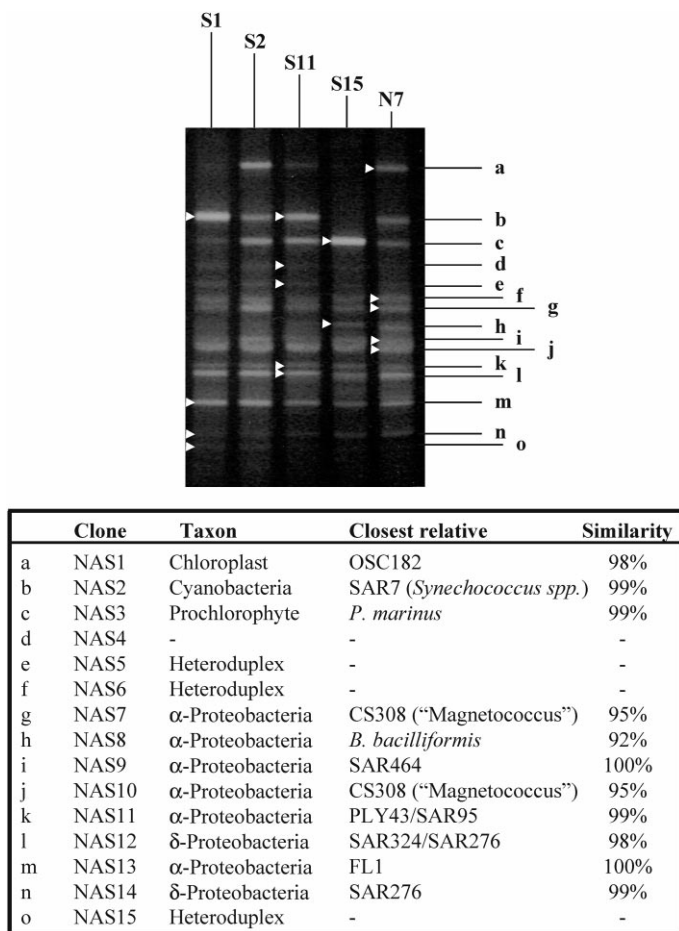 S1
S2
S11
S15
N7
a
b
c
d
e
f
g
h
i
j
k
l
m
n
o
Clone Taxon Closest relative Similarity
a NAS1 Chloroplast OSC182 98%
b NAS2 Cyanobacteria SAR7 (Synechococcus spp.) 99%
c NAS3 Prochlorophyte P. marinus 99%
d NAS4 - - -
e NAS5 Heteroduplex - -
f NAS6 Heteroduplex - -
g NAS7 α-Proteobacteria CS308 (“Magnetococcus”) 95%
h NAS8 α-Proteobacteria B. bacilliformis 92%
i NAS9 α-Proteobacteria SAR464 100%
j NAS10 α-Proteobacteria CS308 (“Magnetococcus”) 95%
k NAS11 α-Proteobacteria PLY43/SAR95 99%
l NAS12 δ-Proteobacteria SAR324/SAR276 98%
m NAS13 α-Proteobacteria FL1 100%
n NAS14 δ-Proteobacteria SAR276 99%
o NAS15 Heteroduplex - -